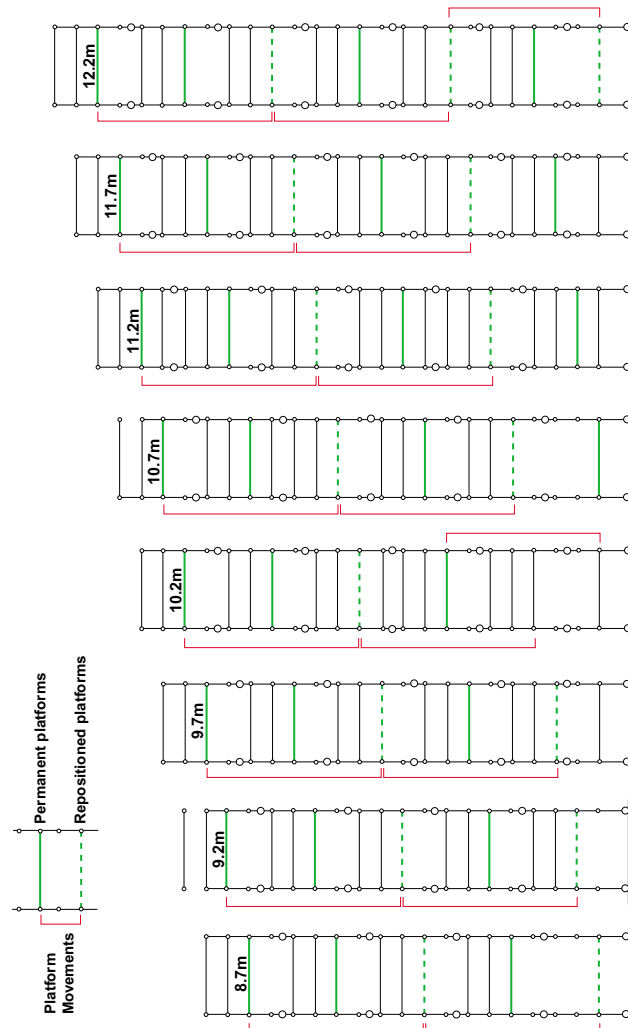 12.2m
11.7m
11.2m
10.7m
10.2m
9.7m
9.2m
8.7m
Permanent platforms
Repositioned platforms
Platform
Movements